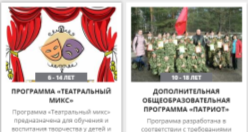 6 - 14 ЛЕТ
ПРОГРАММА «ТЕАТРАЛЬНЫЙ
МИКС»
Программа «Театральный микс»
предназначена для обучения и
воспитания творчества у детей и
10 - 18 ЛЕТ
ДОПОЛНИТЕЛЬНАЯ
ОБЩЕОБРАЗОВАТЕЛЬНАЯ
ПРОГРАММА «ПАТРИОТ»
Программа разработана в
соответствии с требованиями